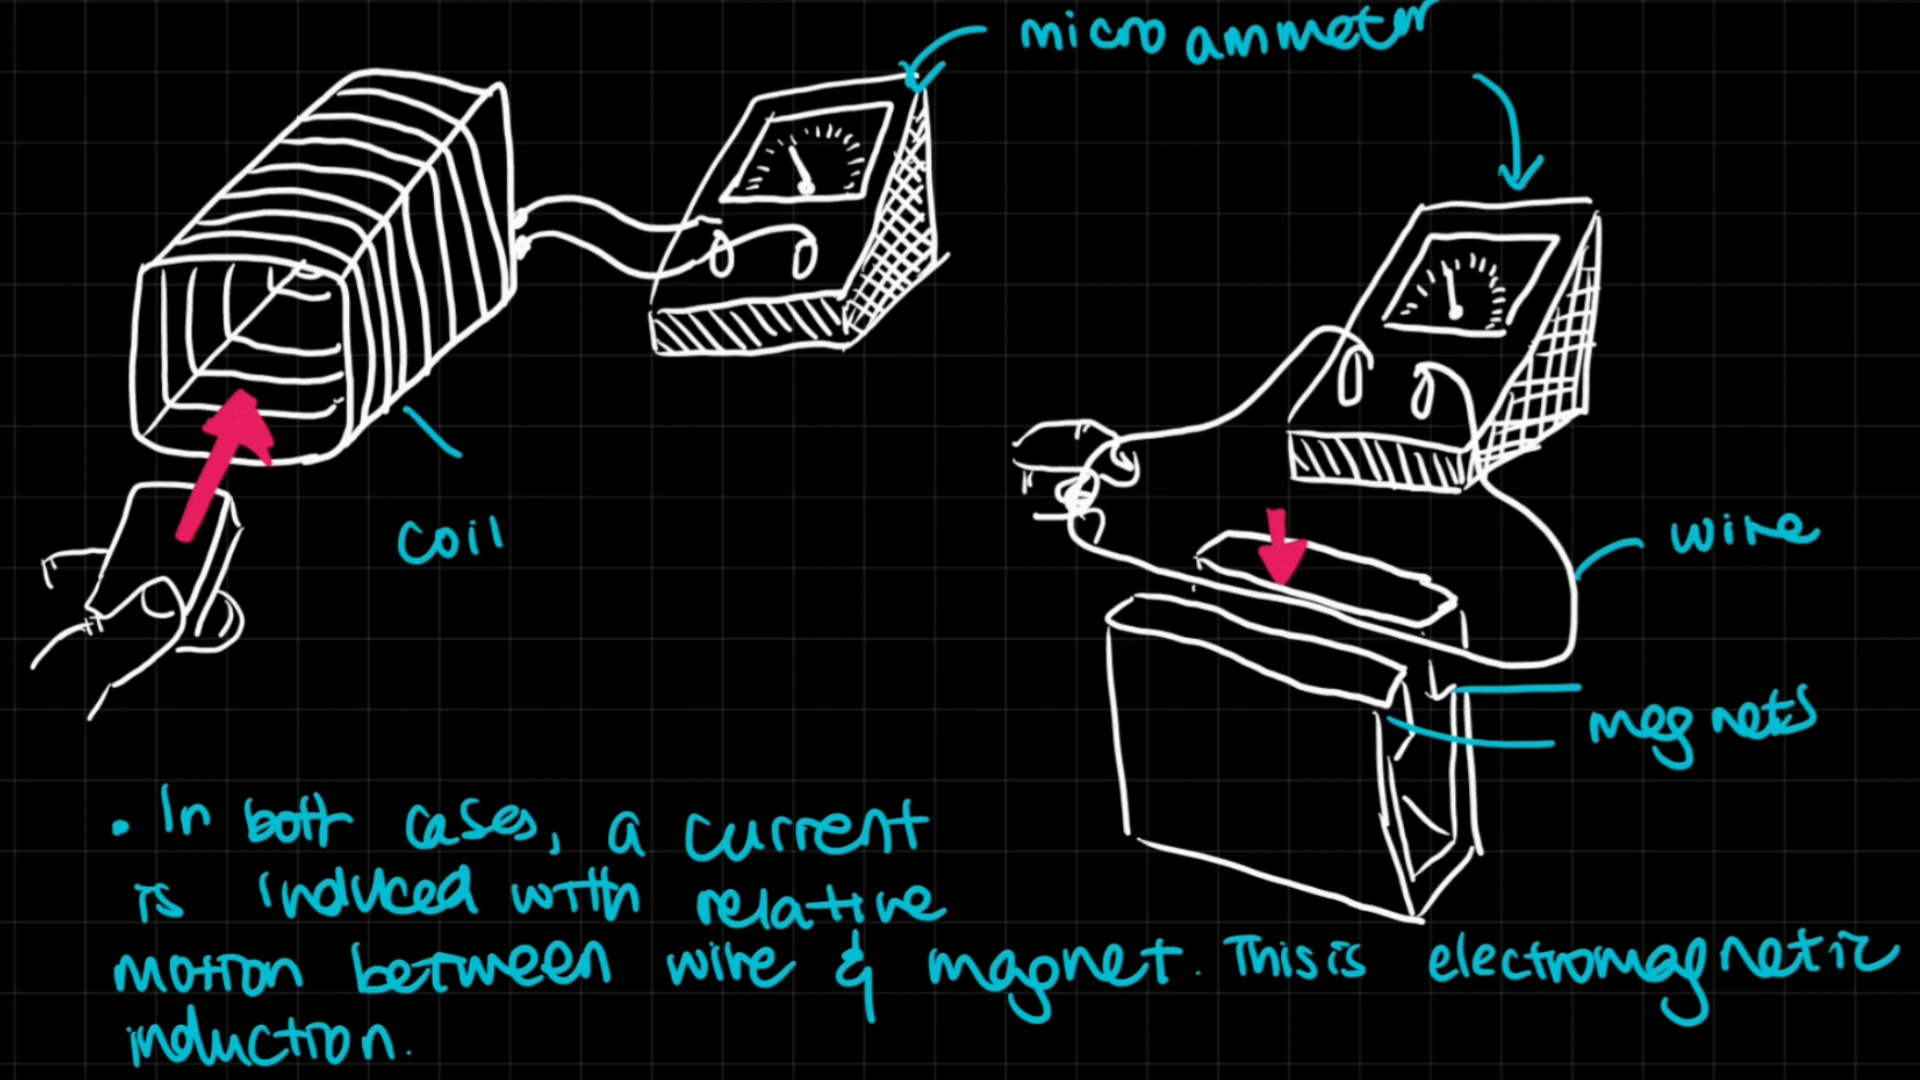 micro ammeter
coil
wire
magnets
• In both cases, a current
is induced with relative
motion between wire & magnet. This is electromagnetic
induction.